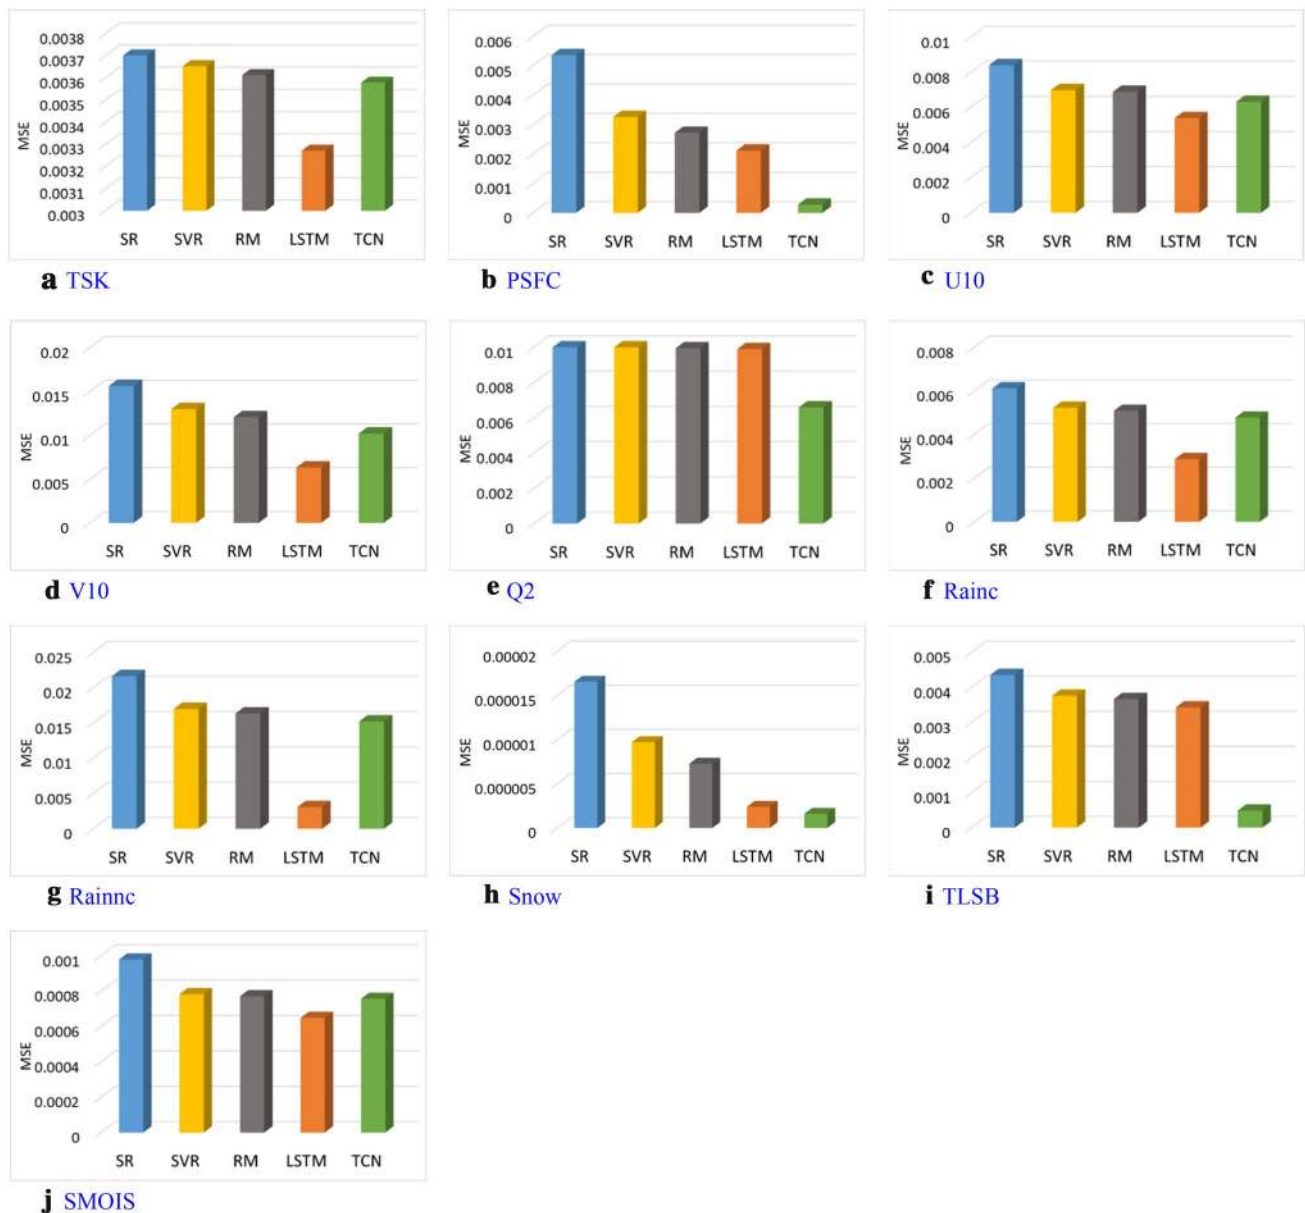 0.0038
0.0037
0.0036
0.0035
0.0034
0.0033
0.0032
0.0031
0.003
MSE
SR SVR RM LSTM TCN
a TSK
0.006
0.005
0.004
0.003
0.002
0.001
0
MSE
SR SVR RM LSTM TCN
b PSFC
0.01
0.008
0.006
0.004
0.002
0
MSE
SR SVR RM LSTM TCN
c U10
0.02
0.015
0.01
0.005
0
MSE
SR SVR RM LSTM TCN
d V10
0.01
0.008
0.006
0.004
0.002
0
MSE
SR SVR RM LSTM TCN
e Q2
0.008
0.006
0.004
0.002
0
MSE
SR SVR RM LSTM TCN
f Rainc
0.025
0.02
0.015
0.01
0.005
0
MSE
SR SVR RM LSTM TCN
g Rainnc
0.00002
0.000015
0.00001
0.000005
0
MSE
SR SVR RM LSTM TCN
h Snow
0.005
0.004
0.003
0.002
0.001
0
MSE
SR SVR RM LSTM TCN
i TLSB
0.001
0.0008
0.0006
0.0004
0.0002
0
MSE
SR SVR RM LSTM TCN
j SMOIS